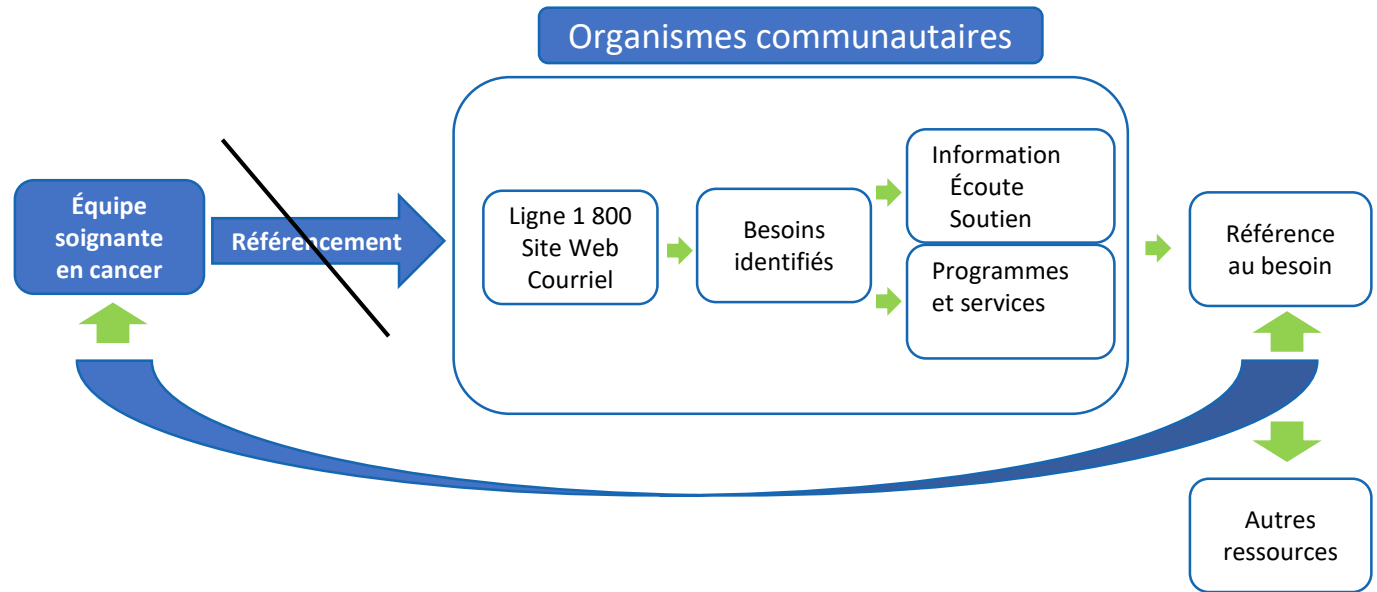 Organismes communautaires
Équipe
soignante
en cancer
Référencement
Ligne 1 800
Site Web
Courriel
Besoins
identifiés
Information
Écoute
Soutien
Programmes
et services
Référence
au besoin
Autres
ressources